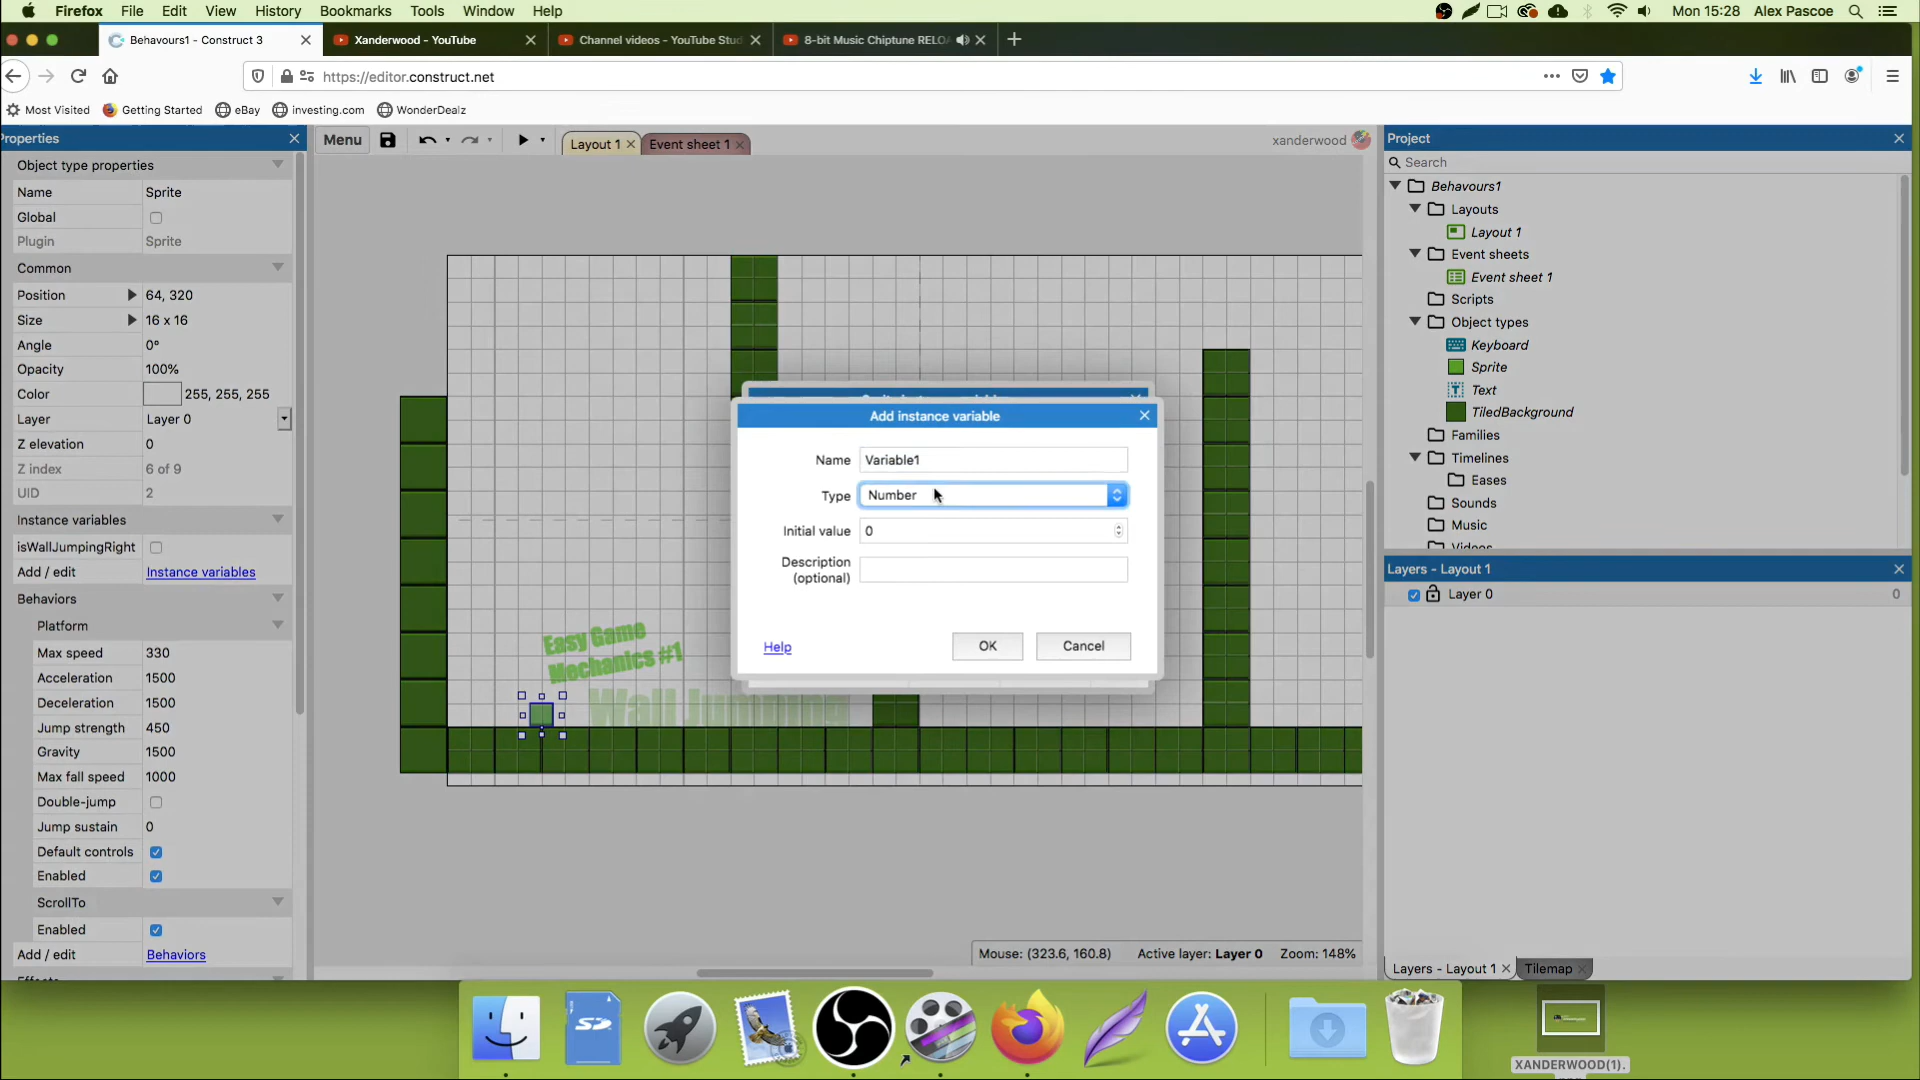 Firefox File Edit View History Bookmarks Tools Window Help Mon 15:28 Alex Pascoe
Behavours1 - Construct 3 Xanderwood - YouTube Channel videos - YouTube Stud 8-bit Music Chiptune RELOA
https://editor.construct.net
Most Visited Getting Started eBay investing.com WonderDealz
Properties
Object type properties
Name Sprite
Global
Plugin Sprite
Common
Position 64, 320
Size 16 x 16
Angle 0°
Opacity 100%
Color 255, 255, 255
Layer Layer 0
Z elevation 0
Z index 6 of 9
UID 2
Instance variables
isWallJumpingRight
Add / edit Instance variables
Behaviors
Platform
Max speed 330
Acceleration 1500
Deceleration 1500
Jump strength 450
Gravity 1500
Max fall speed 1000
Double-jump
Jump sustain 0
Default controls
Enabled
ScrollTo
Enabled
Add / edit Behaviors
Menu Layout 1 Event sheet 1 xanderwood
Add instance variable
Name Variable1
Type Number
Initial value 0
Description
(optional)
Help OK Cancel
Easy Game
Mechanics #1
Wall Jumping
Mouse: (323.6, 160.8) Active layer: Layer 0 Zoom: 148%
Project
Search
Behavours1
Layouts
Layout 1
Event sheets
Event sheet 1
Scripts
Object types
Keyboard
Sprite
Text
TiledBackground
Families
Timelines
Eases
Sounds
Music
Layers - Layout 1
Layer 0 0
Layers - Layout 1 Tilemap
XANDERWOOD(1).